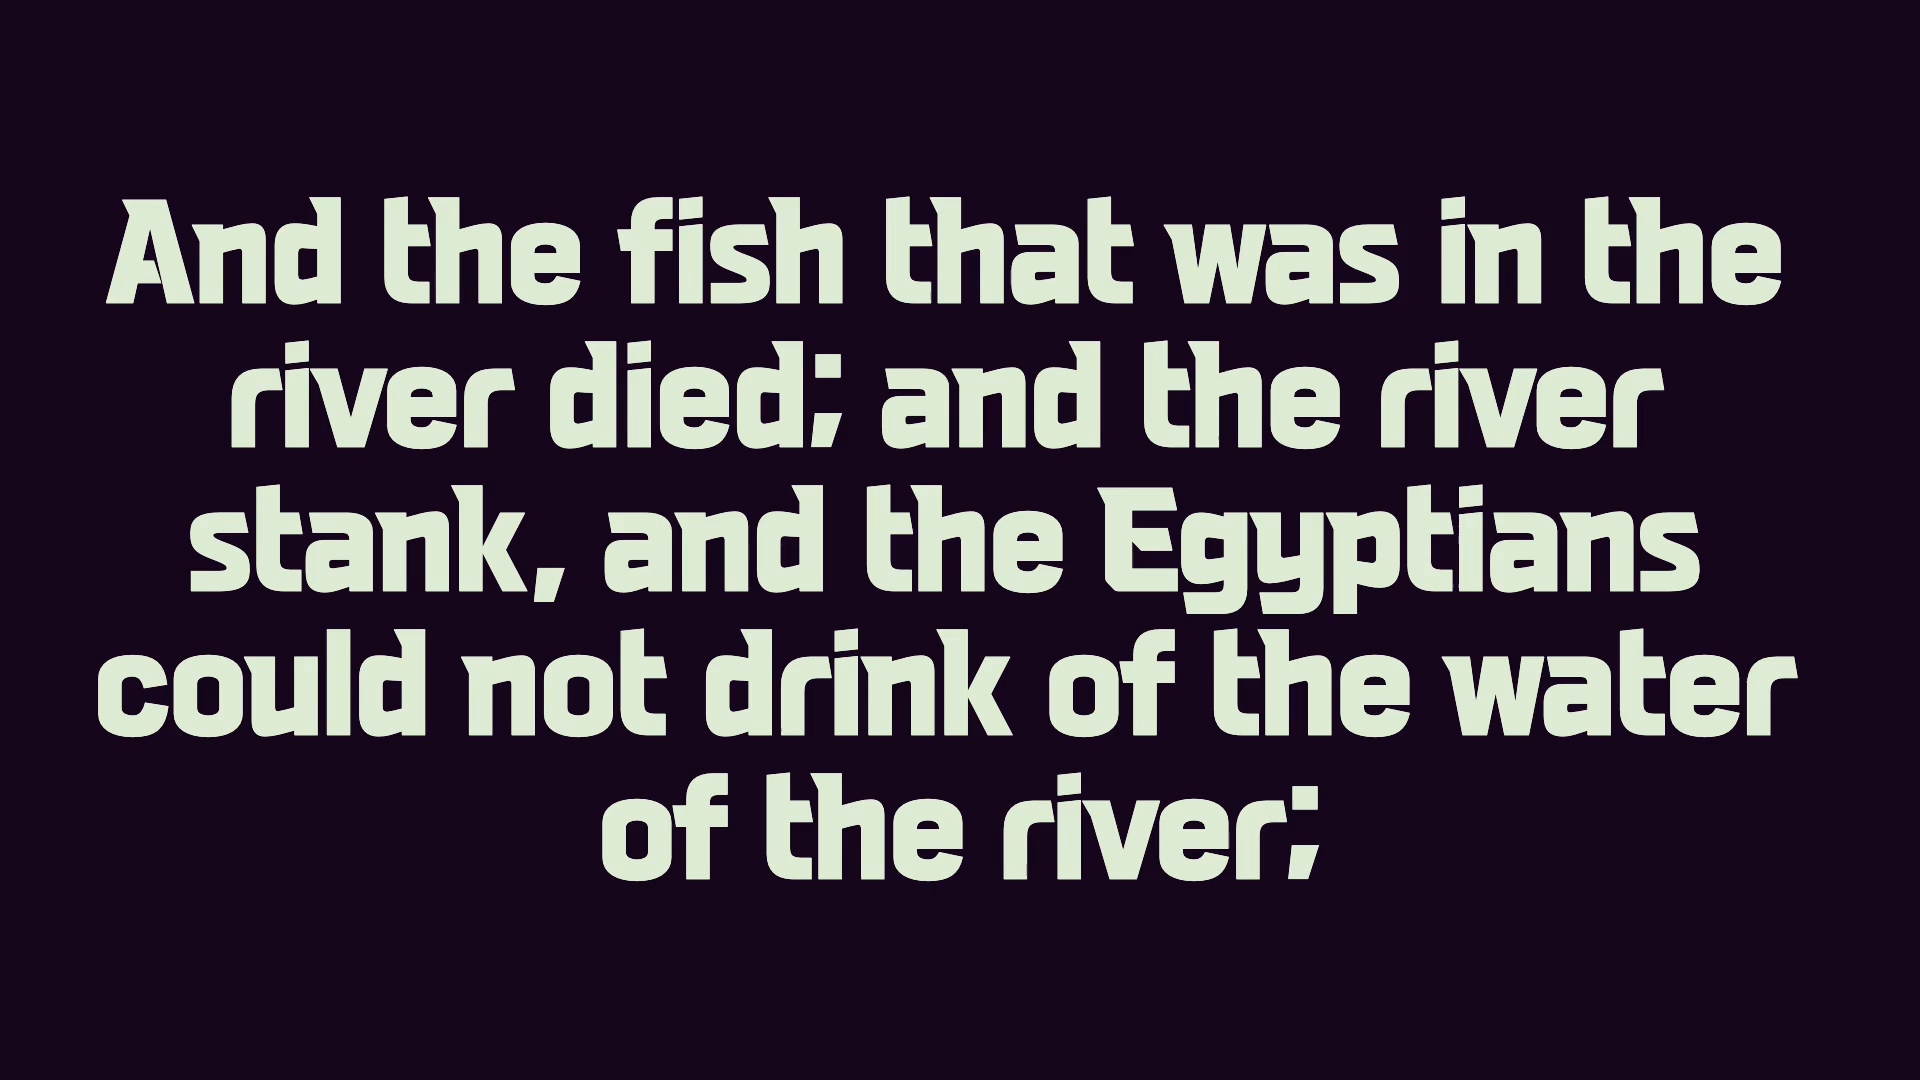 And the fish that was in the
river died; and the river
stank, and the Egyptians
could not drink of the water
of the river;